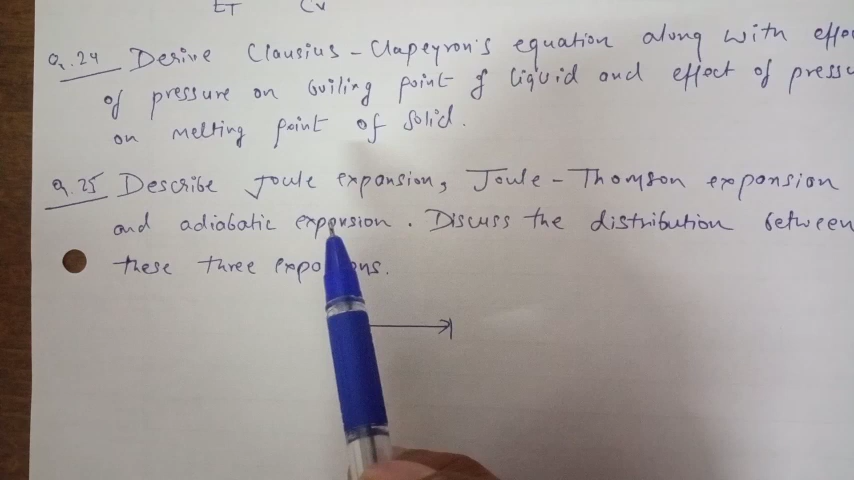 ET Cv
Q.24 Derive Clausius-Clapeyron's equation along with
of pressure on boiling point of liquid and effect of
on melting point of solid.
Q.25 Describe Joule expansion, Joule-Thomson expansion
and adiabatic expansion. Discuss the distribution between
these three